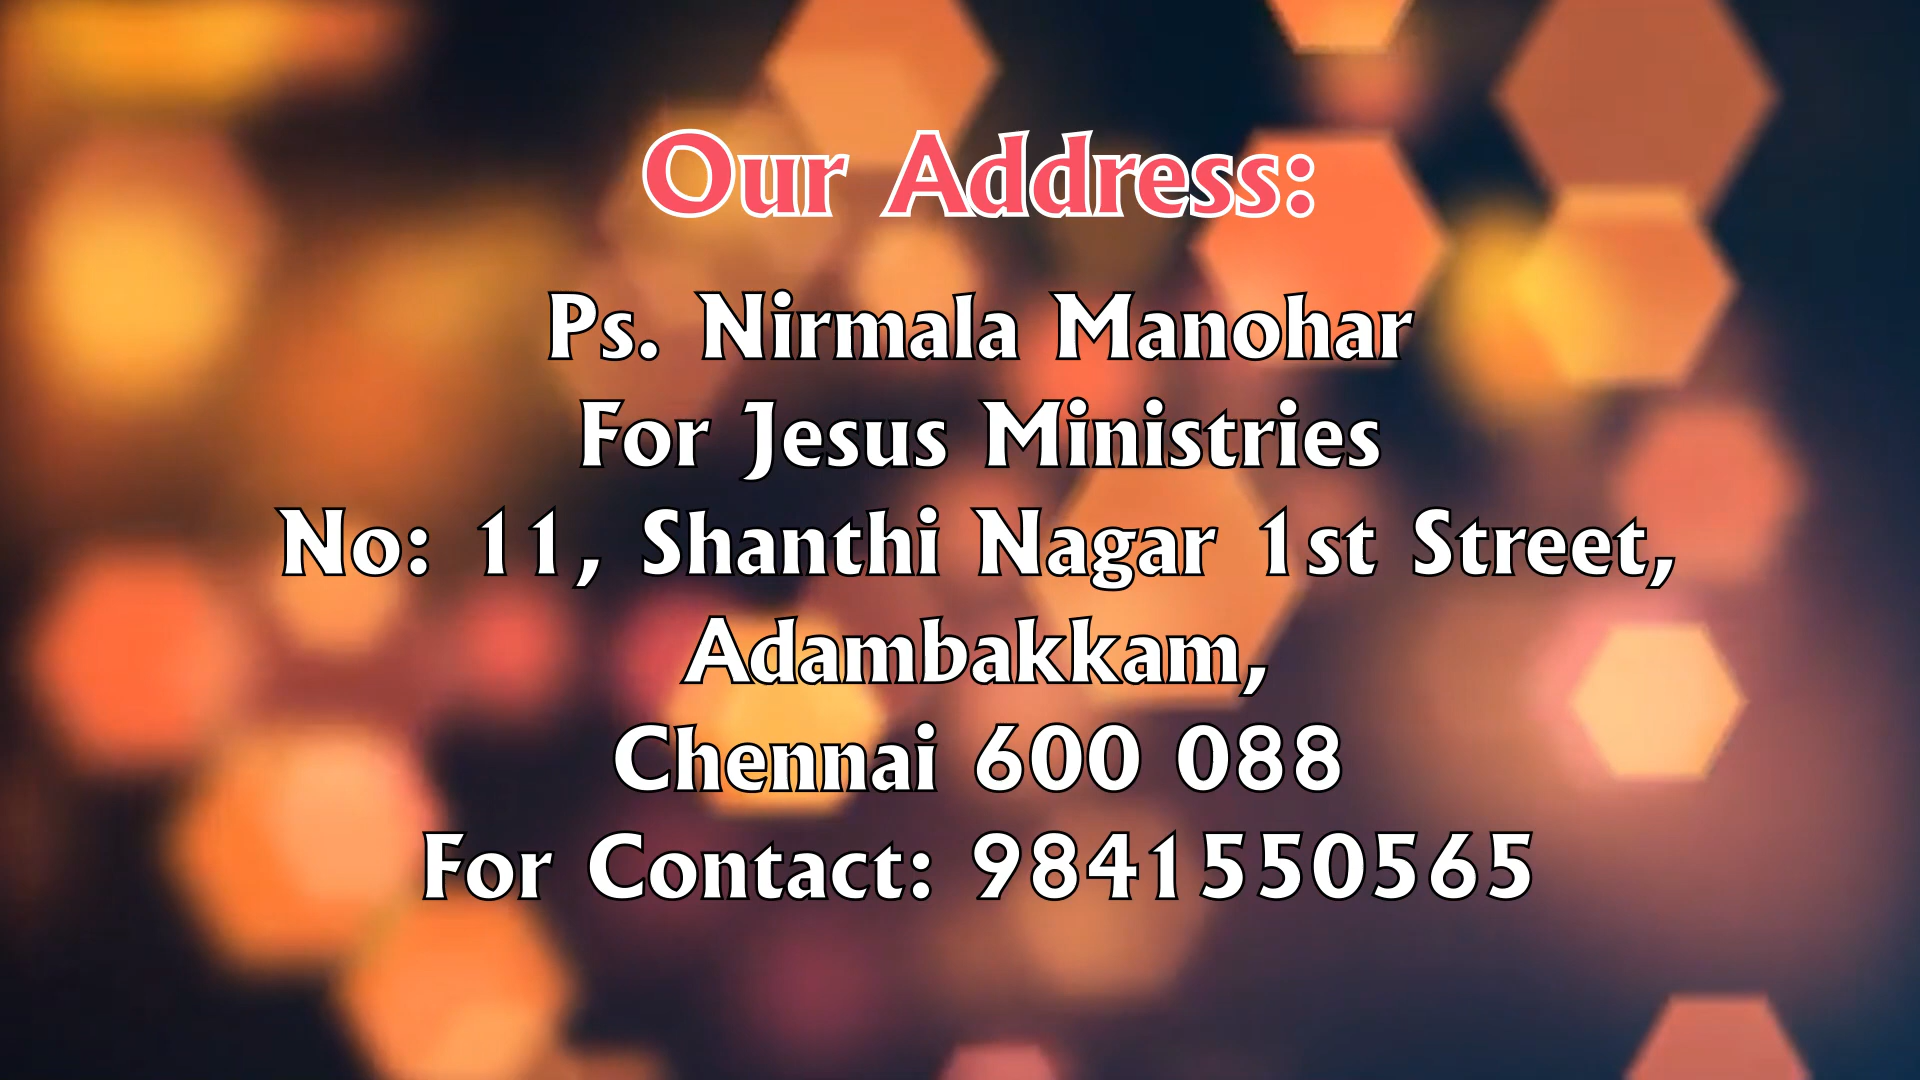 Our Address:
Ps. Nirmala Manohar
For Jesus Ministries
No: 11, Shanthi Nagar 1st Street,
Adambakkam,
Chennai 600 088
For Contact: 9841550565